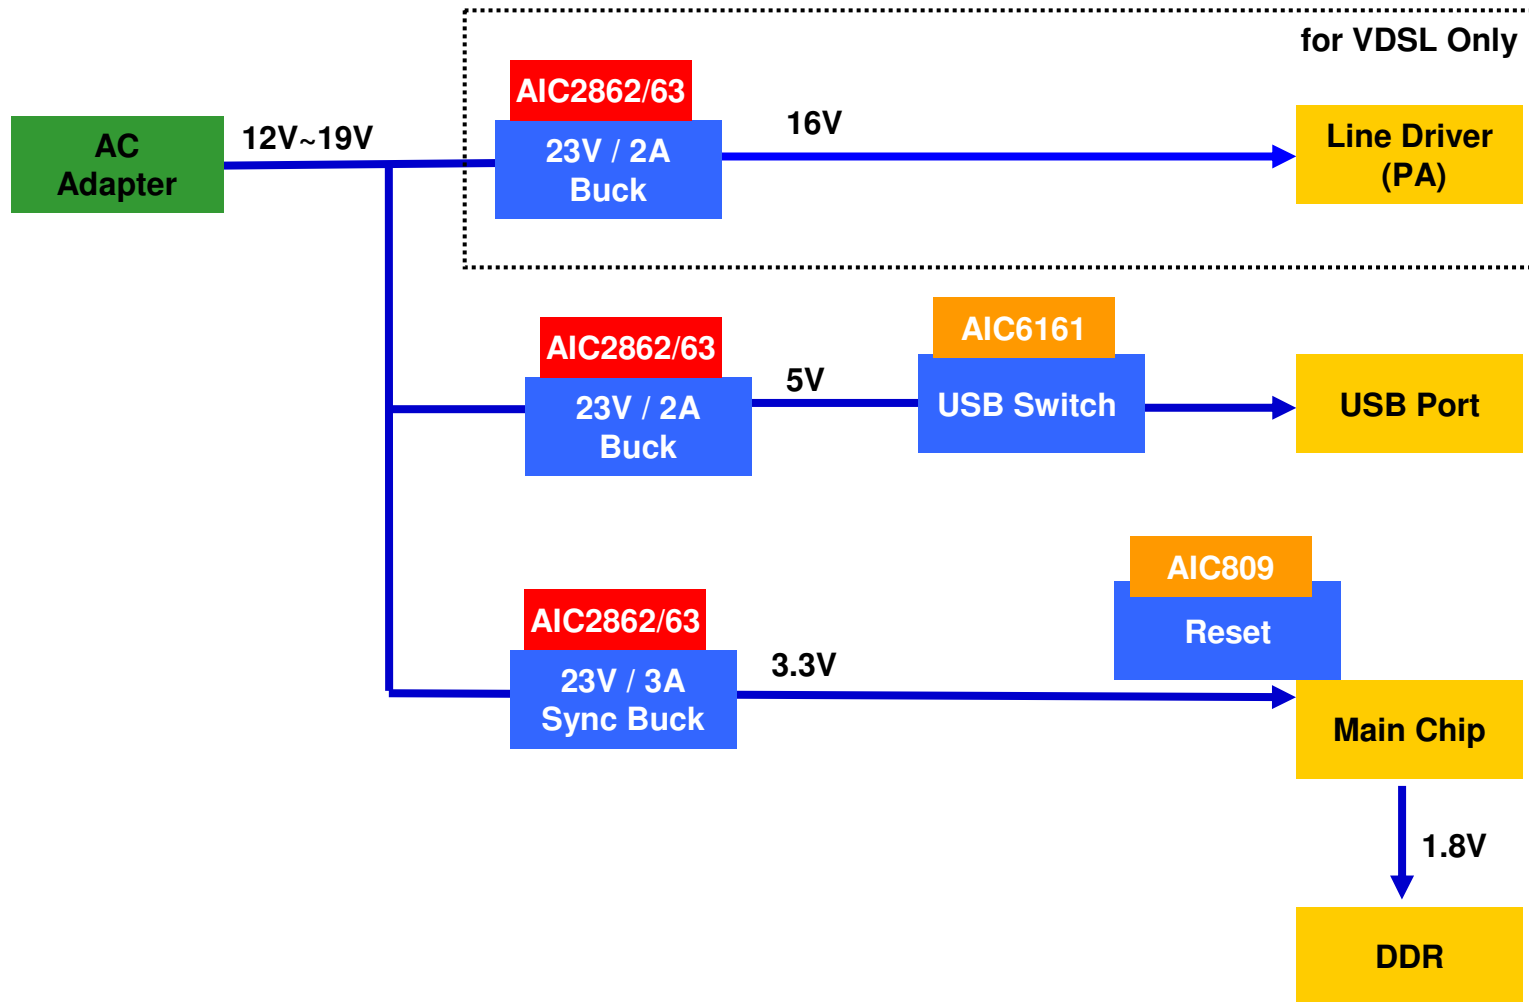 for VDSL Only
AIC2862/63
AC
Adapter
12V~19V
23V / 2A
Buck
16V
Line Driver
(PA)
AIC2862/63
23V / 2A
Buck
5V
AIC6161
USB Switch
USB Port
AIC2862/63
23V / 3A
Sync Buck
3.3V
AIC809
Reset
Main Chip
1.8V
DDR